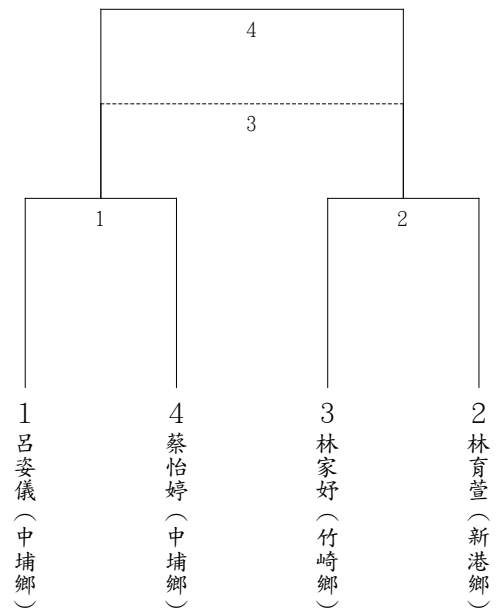 4
3
1
2
1 呂姿儀（中埔鄉）
4 蔡怡婷（中埔鄉）
3 林家妤（竹崎鄉）
2 林育萱（新港鄉）